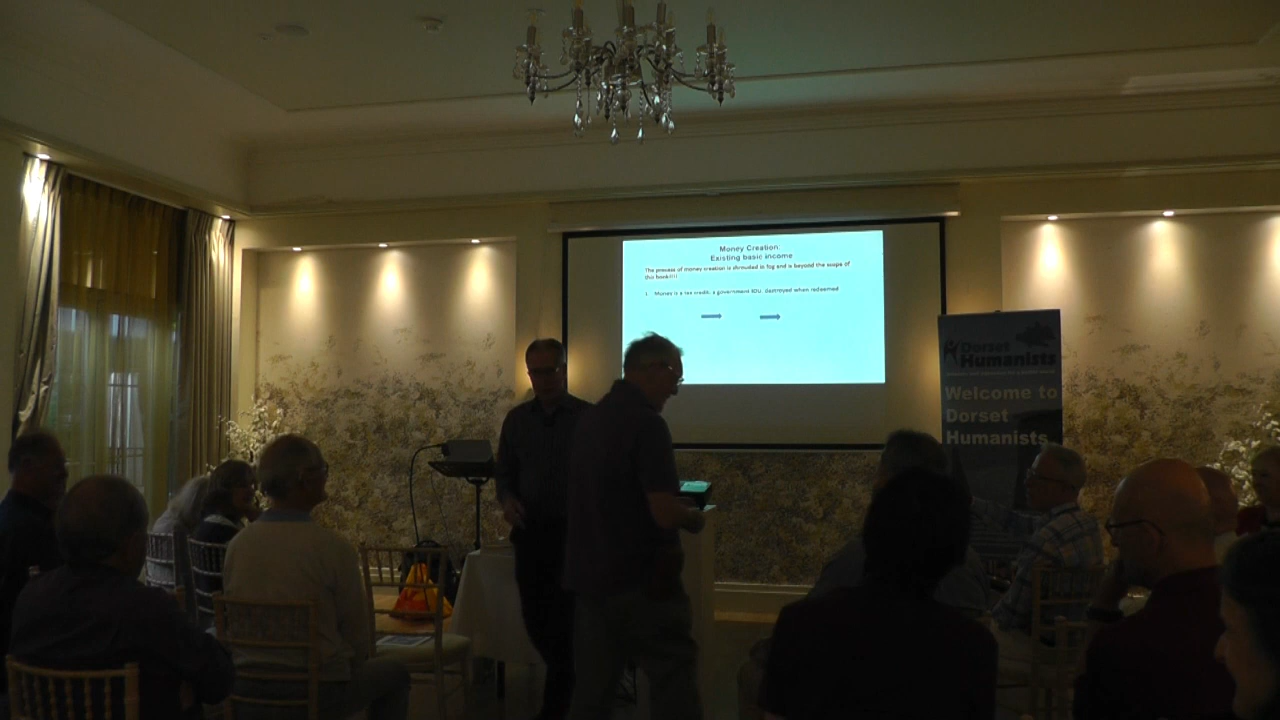 Money Creation:
Existing basic income
The process of money creation is shrouded in fog and is beyond the scope of
this book!!!!
1. Money is a tax credit, a government IOU, destroyed when redeemed
Dorset
Humanists
Welcome to
Dorset
Humanists